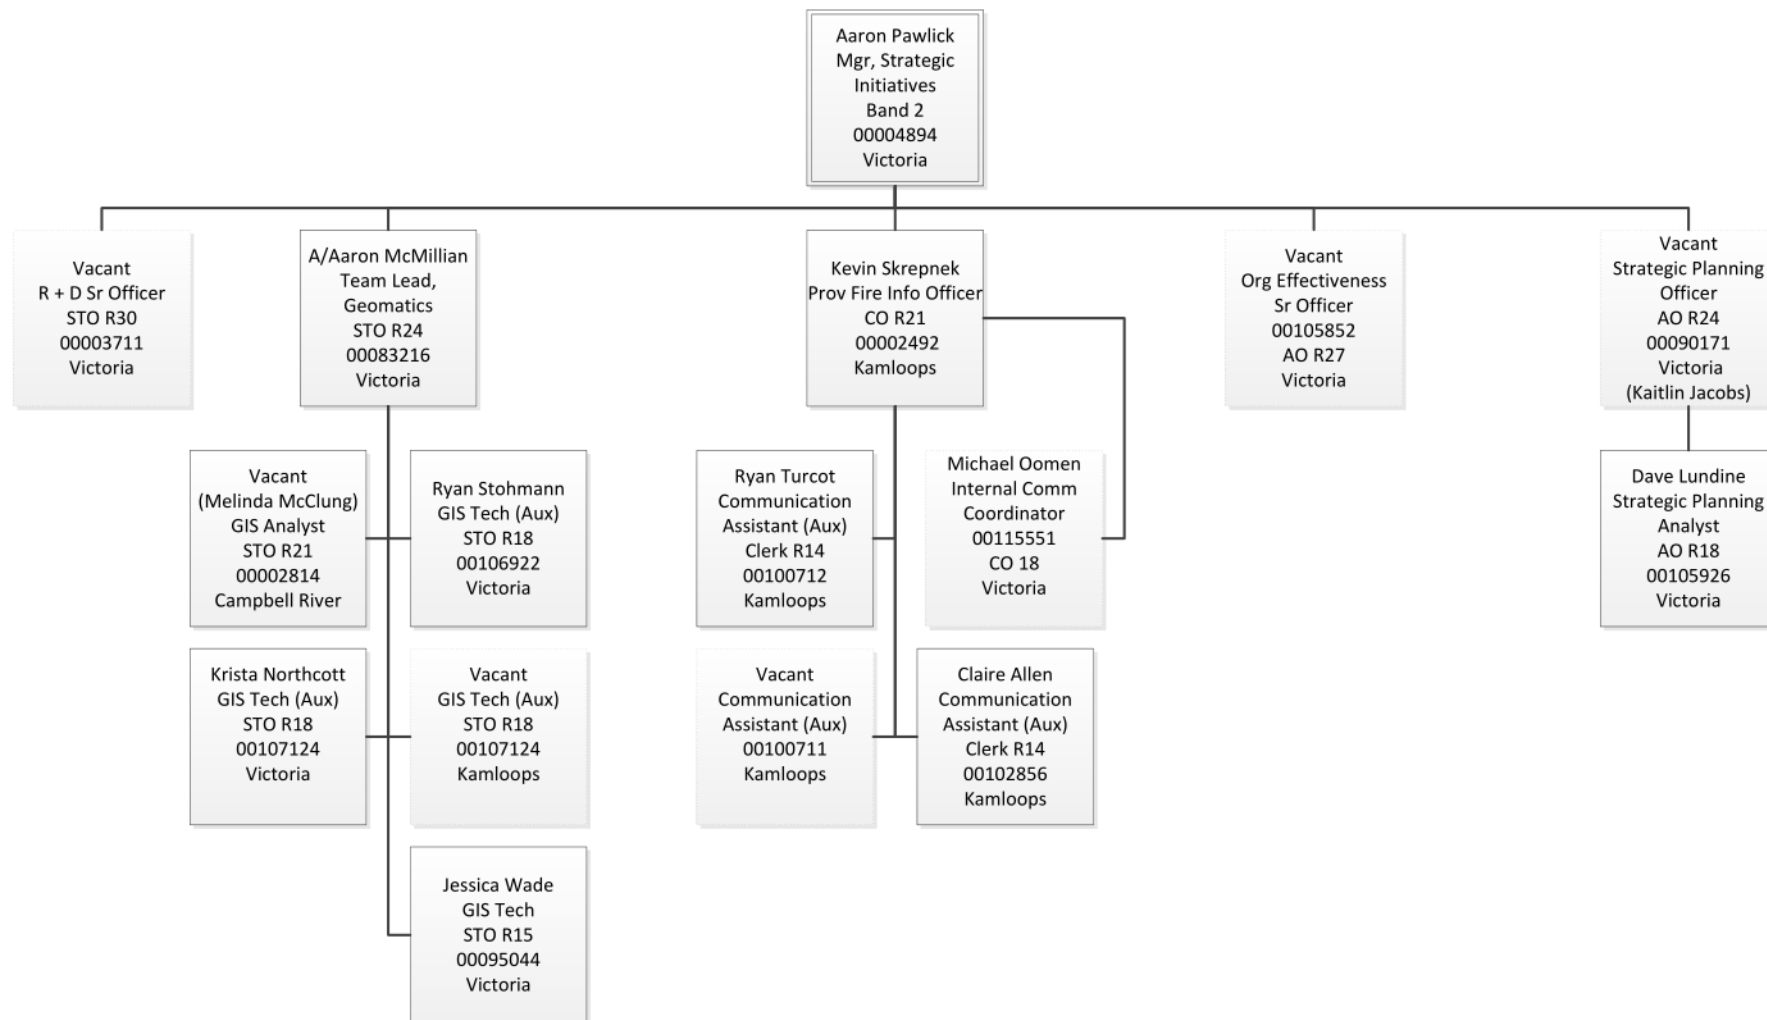 Aaron Pawlick
Mgr, Strategic
Initiatives
Band 2
00004894
Victoria
Vacant
R + D Sr Officer
STO R30
00003711
Victoria
A/Aaron McMillian
Team Lead,
Geomatics
STO R24
00083216
Victoria
Kevin Skrepnek
Prov Fire Info Officer
CO R21
00002492
Kamloops
Vacant
Org Effectiveness
Sr Officer
00105852
AO R27
Victoria
Vacant
Strategic Planning
Officer
AO R24
00090171
Victoria
(Kaitlin Jacobs)
Vacant
(Melinda McClung)
GIS Analyst
STO R21
00002814
Campbell River
Ryan Stohmann
GIS Tech (Aux)
STO R18
00106922
Victoria
Ryan Turcot
Communication
Assistant (Aux)
Clerk R14
00100712
Kamloops
Michael Oomen
Internal Comm
Coordinator
00115551
CO 18
Victoria
Dave Lundine
Strategic Planning
Analyst
AO R18
00105926
Victoria
Krista Northcott
GIS Tech (Aux)
STO R18
00107124
Victoria
Vacant
GIS Tech (Aux)
STO R18
00107124
Kamloops
Vacant
Communication
Assistant (Aux)
00100711
Kamloops
Claire Allen
Communication
Assistant (Aux)
Clerk R14
00102856
Kamloops
Jessica Wade
GIS Tech
STO R15
00095044
Victoria